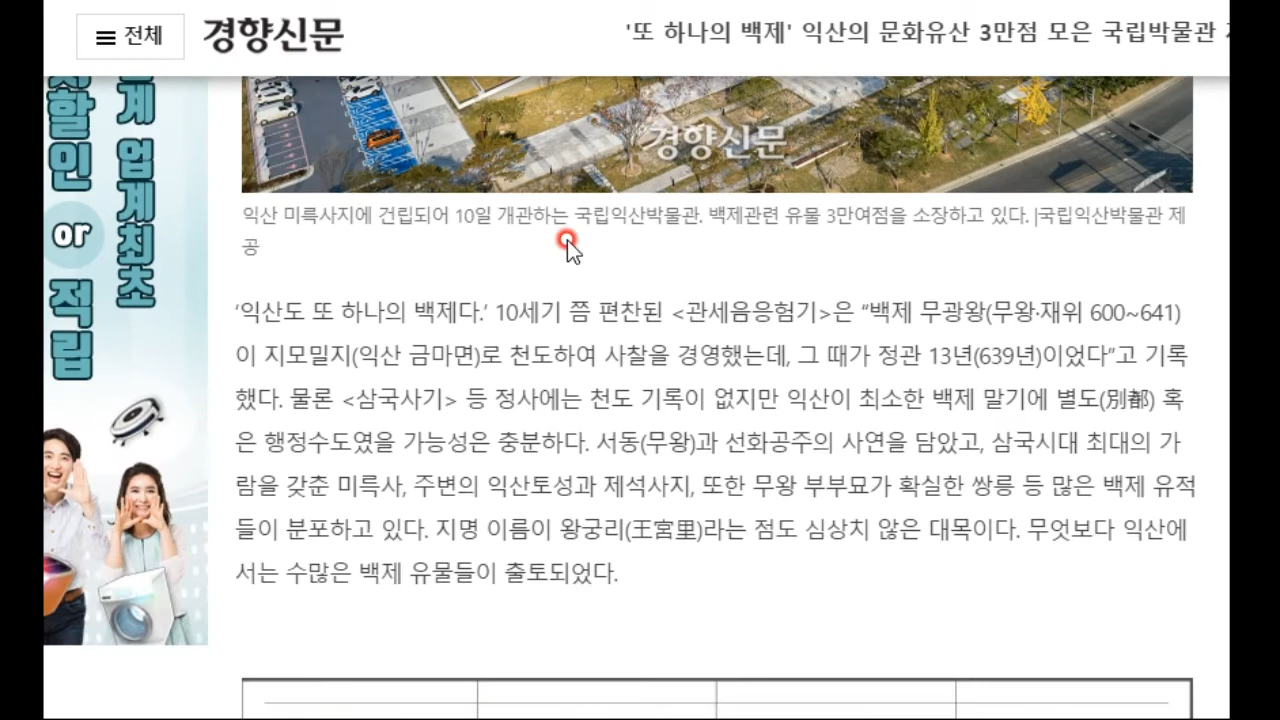 전체
경향신문
'또 하나의 백제' 익산의 문화유산 3만점 모은 국립박물관
계 업계최초
할인
or
적립
경향신문
익산 미륵사지에 건립되어 10일 개관하는 국립익산박물관. 백제관련 유물 3만여점을 소장하고 있다. |국립익산박물관 제
공
‘익산도 또 하나의 백제다.’ 10세기 쯤 편찬된 <관세음응험기>은 “백제 무광왕(무왕·재위 600~641)
이 지모밀지(익산 금마면)로 천도하여 사찰을 경영했는데, 그 때가 정관 13년(639년)이었다”고 기록
했다. 물론 <삼국사기> 등 정사에는 천도 기록이 없지만 익산이 최소한 백제 말기에 별도(別都) 혹
은 행정수도였을 가능성은 충분하다. 서동(무왕)과 선화공주의 사연을 담았고, 삼국시대 최대의 가
람을 갖춘 미륵사, 주변의 익산토성과 제석사지, 또한 무왕 부부묘가 확실한 쌍릉 등 많은 백제 유적
들이 분포하고 있다. 지명 이름이 왕궁리(王宮里)라는 점도 심상치 않은 대목이다. 무엇보다 익산에
서는 수많은 백제 유물들이 출토되었다.